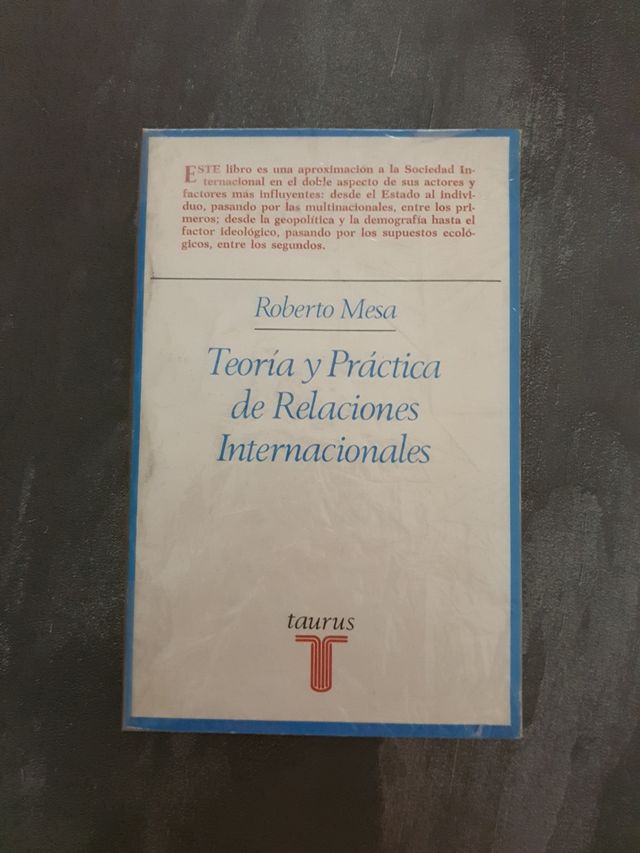 ESTE libro es una aproximación a la Sociedad In-
ternacional en el doble aspecto de sus actores y
factores más influyentes: desde el Estado al indivi-
duo, pasando por las multinacionales, entre los pri-
meros; desde la geopolítica y la demografía hasta el
factor ideológico, pasando por los supuestos ecoló-
gicos, entre los segundos.
Roberto Mesa
Teoría y Práctica
de Relaciones
Internacionales
taurus